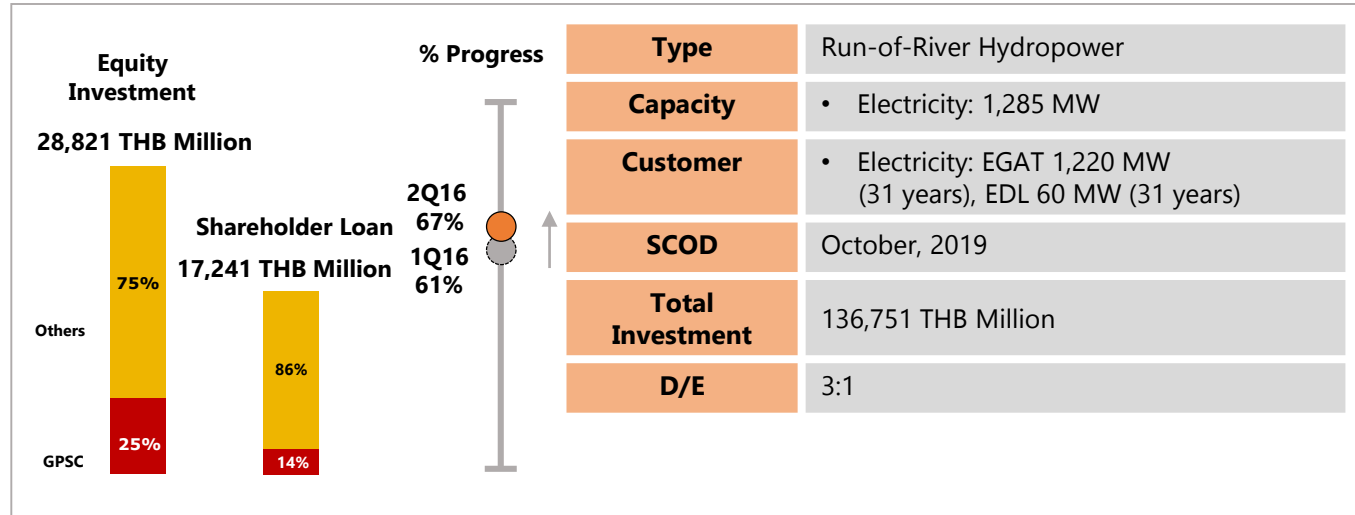 Equity
Investment
28,821 THB Million
75%
Others
25%
GPSC
Shareholder Loan
17,241 THB Million
86%
14%
% Progress
2Q16
67%
1Q16
61%
Type
Run-of-River Hydropower
Capacity
• Electricity: 1,285 MW
Customer
• Electricity: EGAT 1,220 MW
(31 years), EDL 60 MW (31 years)
SCOD
October, 2019
Total
Investment
136,751 THB Million
D/E
3:1